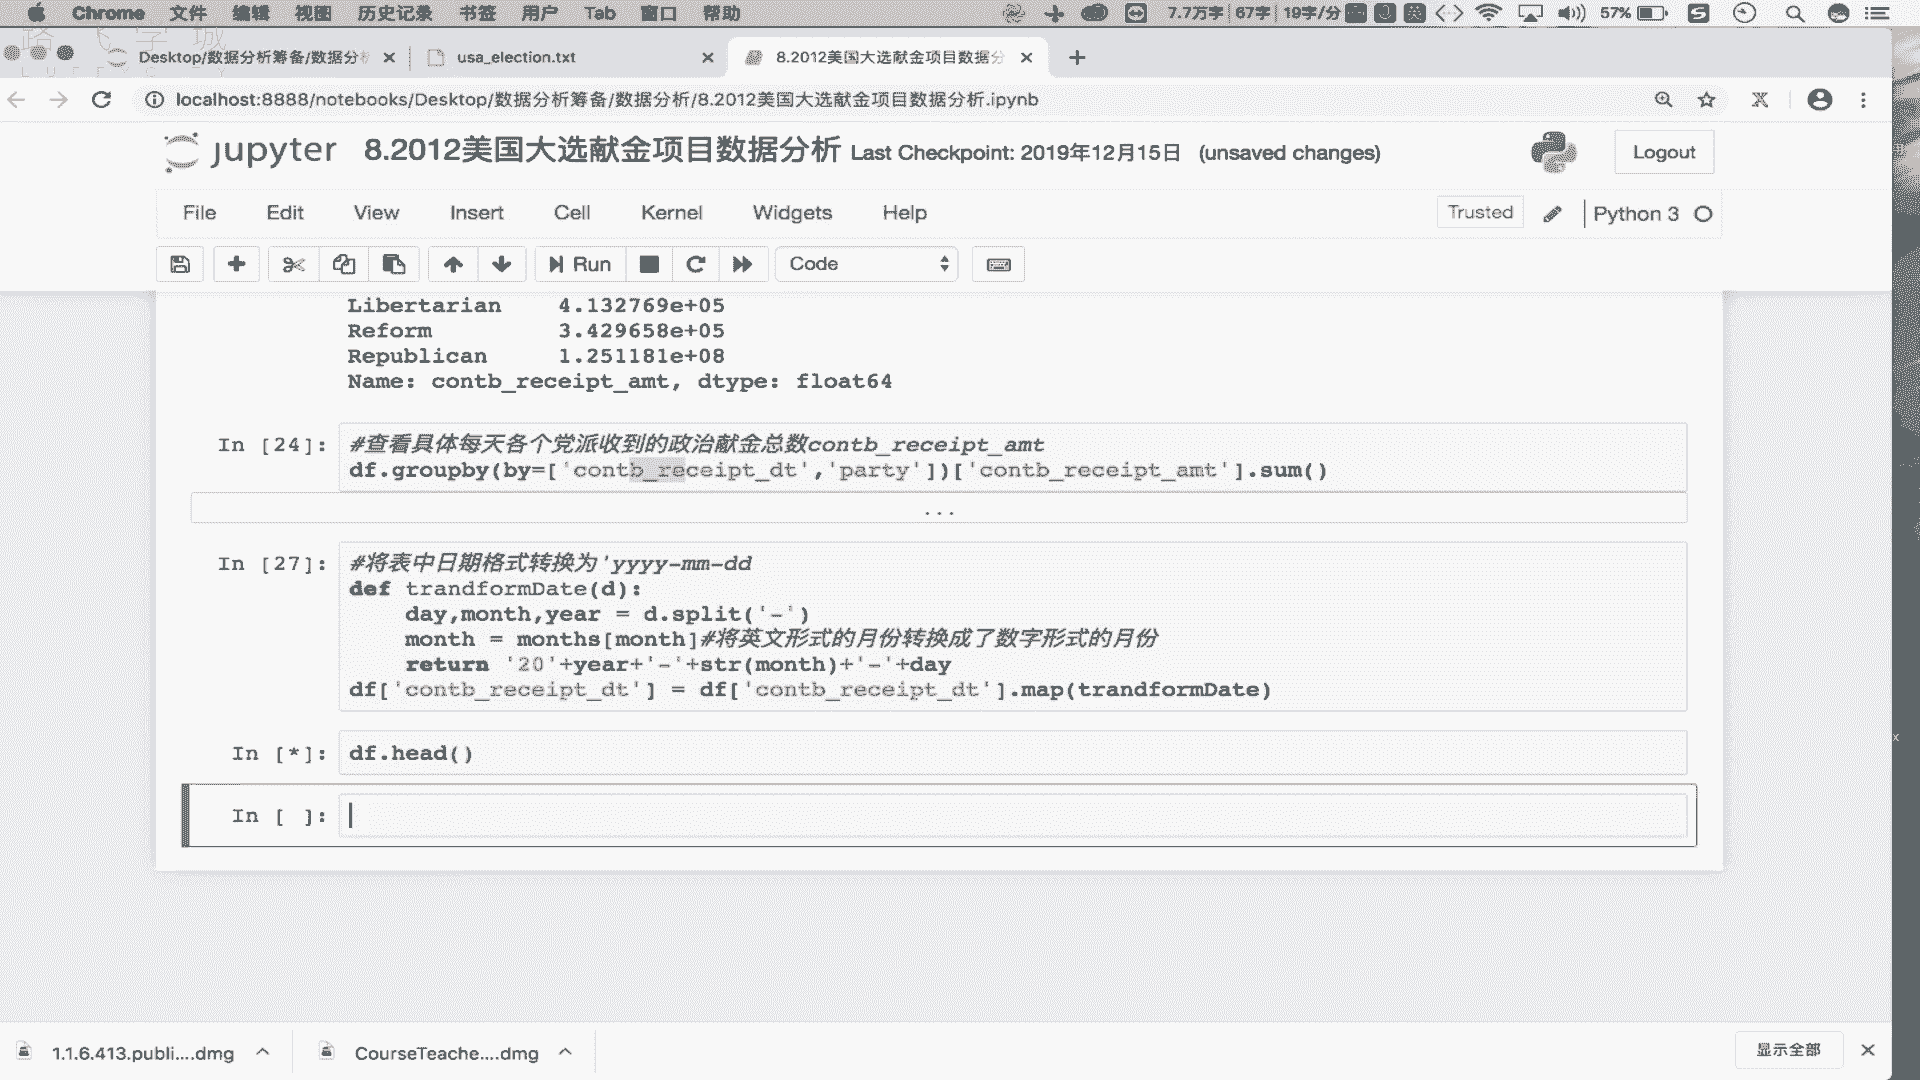 Chrome 文件 编辑 视图 历史记录 书签 用户 Tab 窗口 帮助 7.7万字 67字 19字/分 英 57% S
Desktop/数据分析筹备/数据分 usa_election.txt 8.2012美国大选献金项目数据分
localhost:8888/notebooks/Desktop/数据分析筹备/数据分析/8.2012美国大选献金项目数据分析.ipynb
jupyter 8.2012美国大选献金项目数据分析 Last Checkpoint: 2019年12月15日 (unsaved changes) Logout
File Edit View Insert Cell Kernel Widgets Help Trusted Python 3
Run Code
Libertarian 4.132769e+05
Reform 3.429658e+05
Republican 1.251181e+08
Name: contb_receipt_amt, dtype: float64
In [24]: #查看具体每天各个党派收到的政治献金总数contb_receipt_amt
df.groupby(by=['contb_receipt_dt','party'])['contb_receipt_amt'].sum()
...
In [27]: #将表中日期格式转换为'yyyy-mm-dd
def trandformDate(d):
day,month,year = d.split('-')
month = months[month]#将英文形式的月份转换成了数字形式的月份
return '20'+year+'-'+str(month)+'-'+day
df['contb_receipt_dt'] = df['contb_receipt_dt'].map(trandformDate)
In [*]: df.head()
In [ ]:
1.1.6.413.publi....dmg CourseTeache....dmg 显示全部